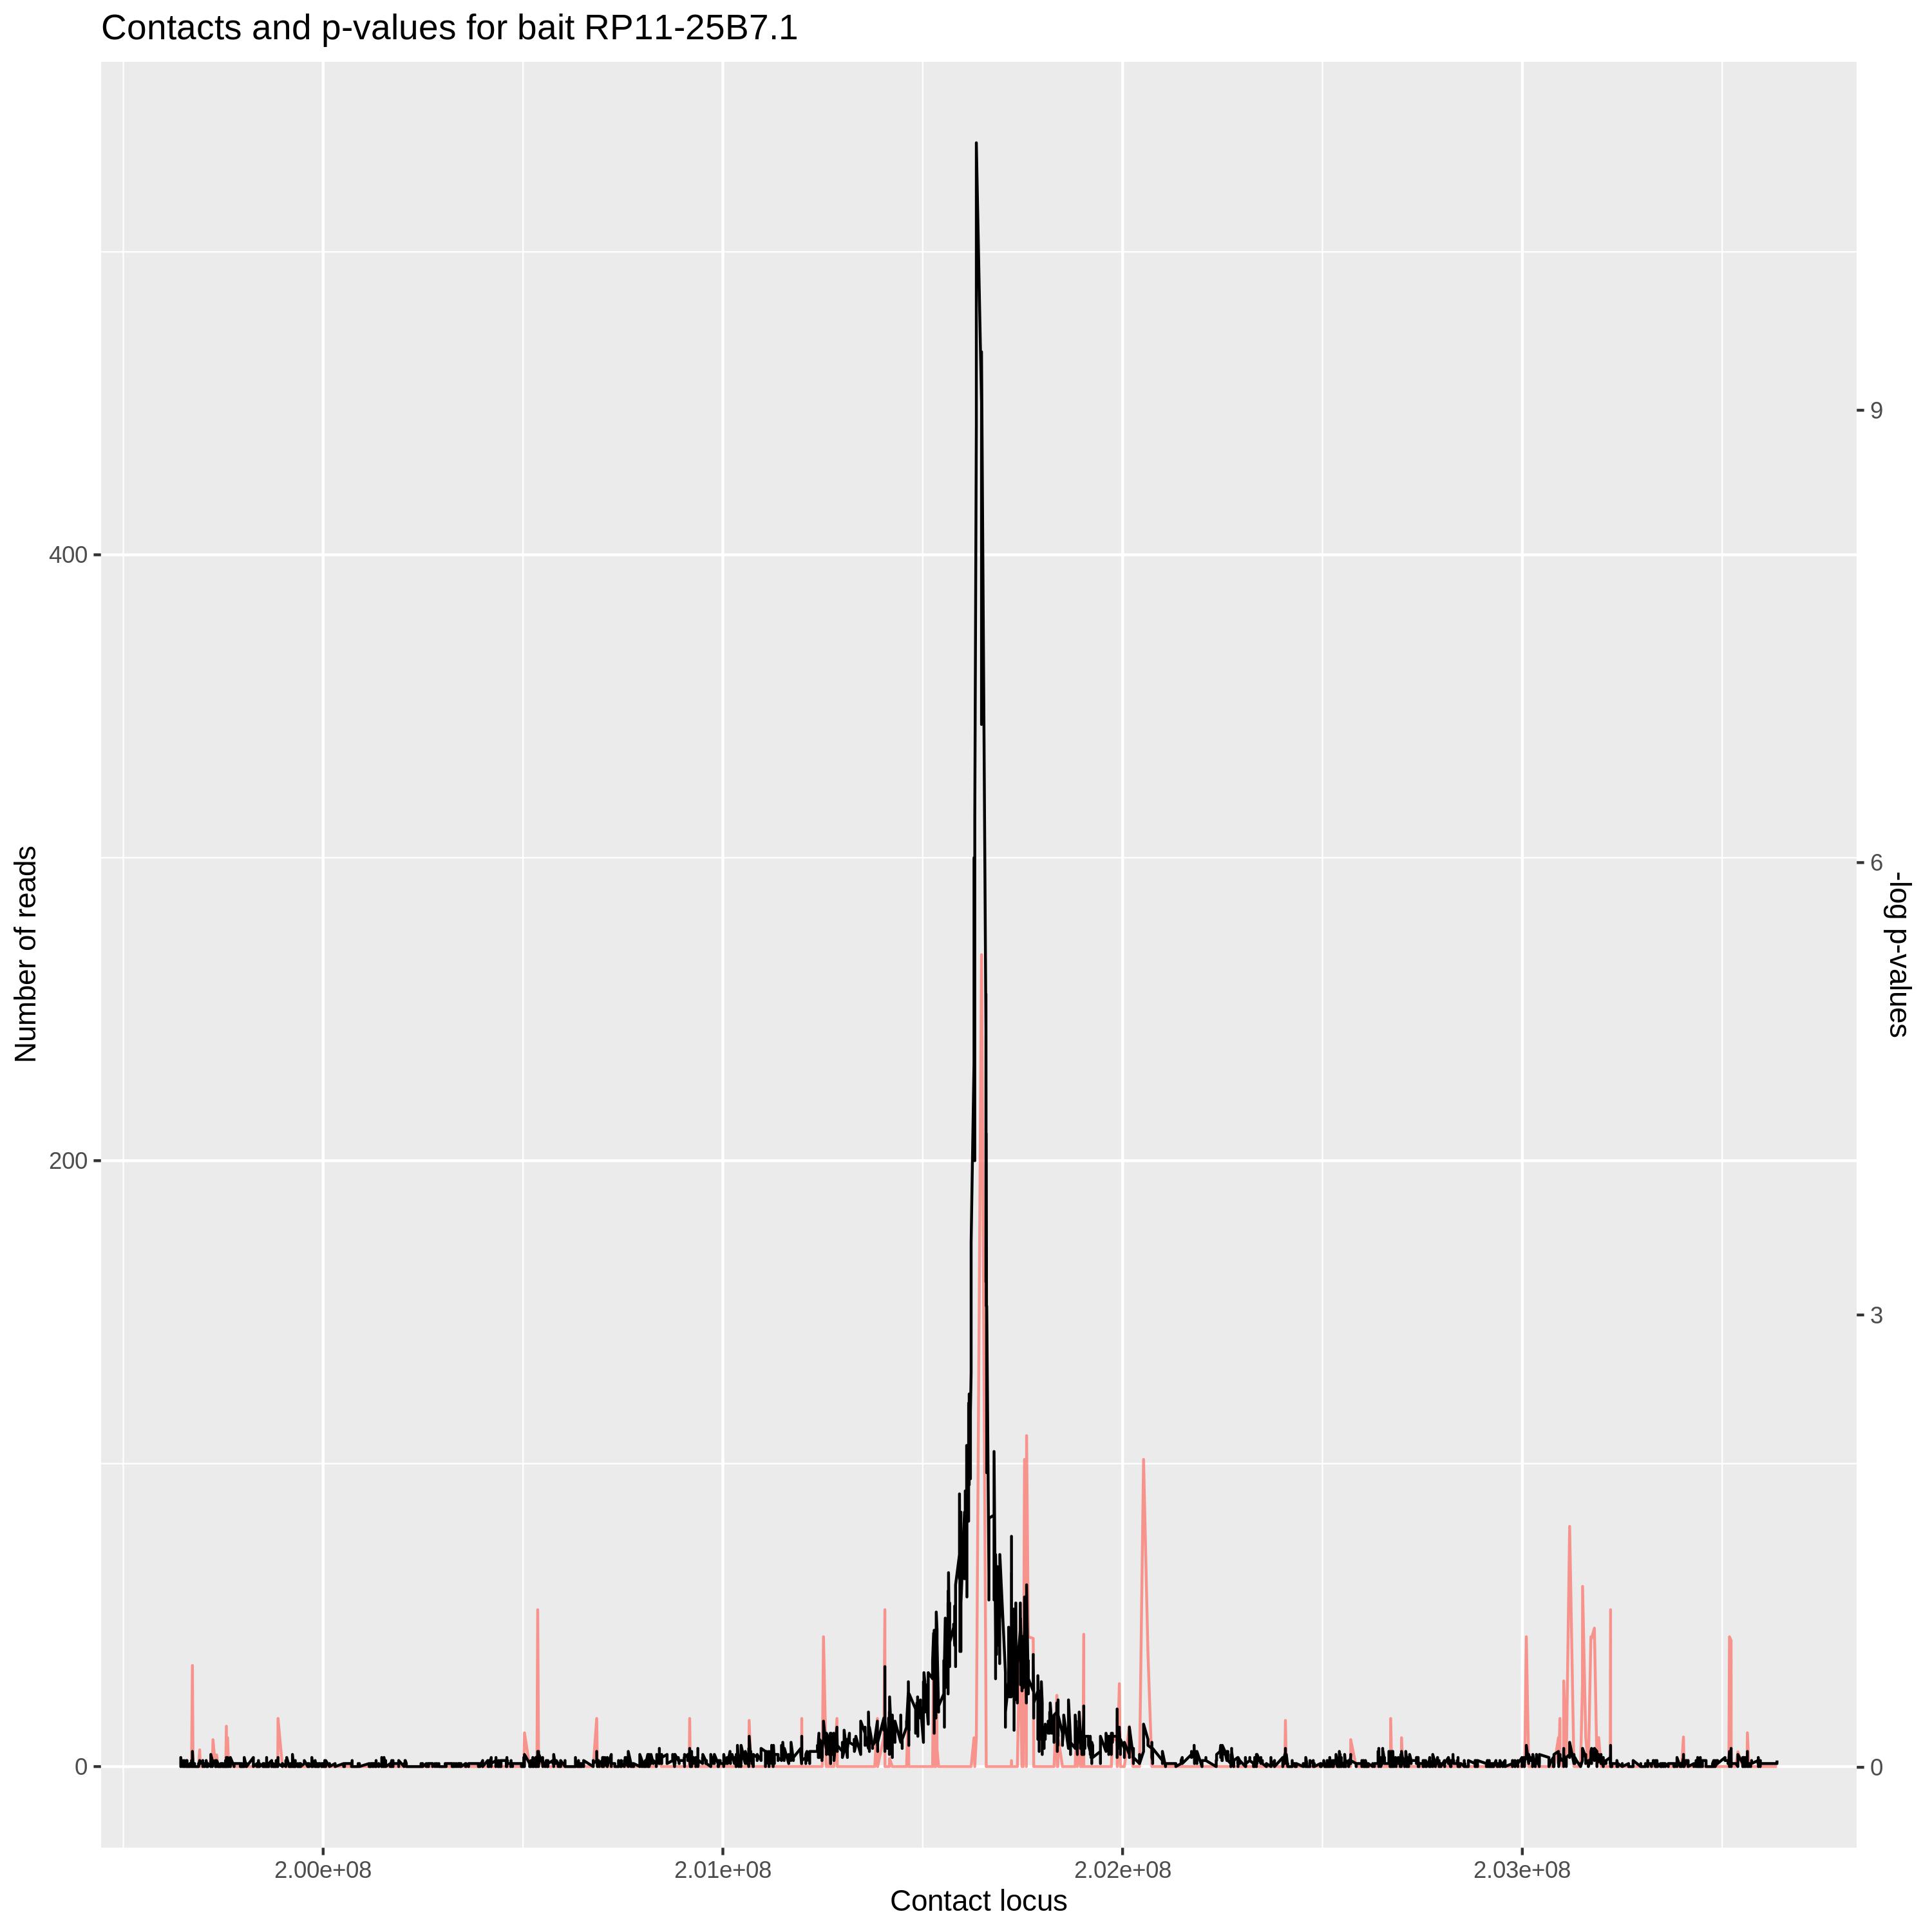 Contacts and p-values for bait RP11-25B7.1
Number of reads
400
200
0
9
6
3
0
-log p-values
2.00e+08
2.01e+08
2.02e+08
2.03e+08
Contact locus